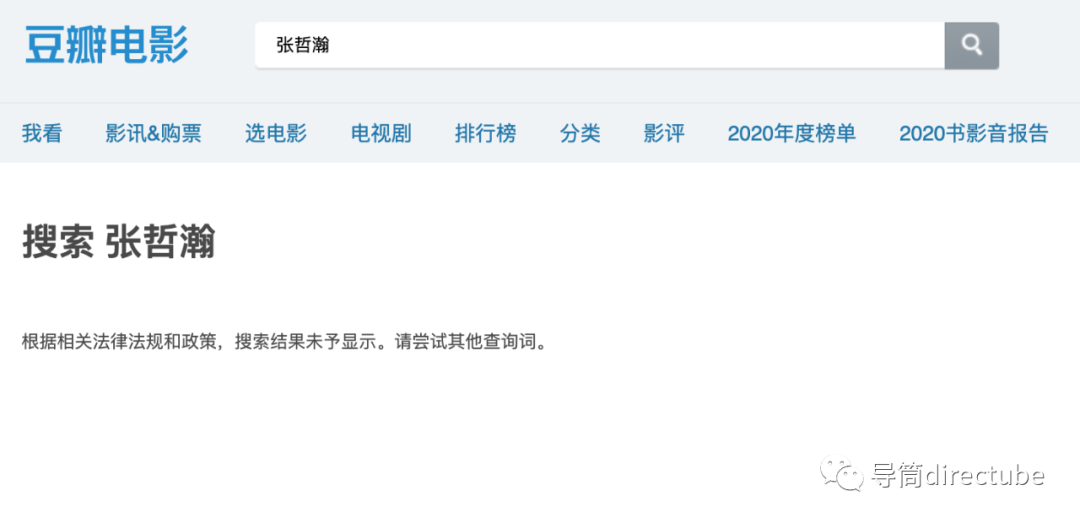 豆瓣电影
张哲瀚
我看 影讯&购票 选电影 电视剧 排行榜 分类 影评 2020年度榜单 2020书影音报告
搜索 张哲瀚
根据相关法律法规和政策，搜索结果未予显示。请尝试其他查询词。
导筒directube